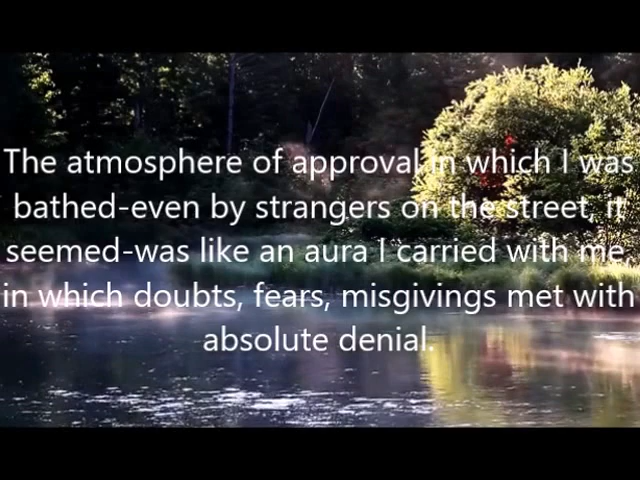 The atmosphere of approval in which I was
bathed-even by strangers on the street, it
seemed-was like an aura I carried with me,
in which doubts, fears, misgivings met with
absolute denial.